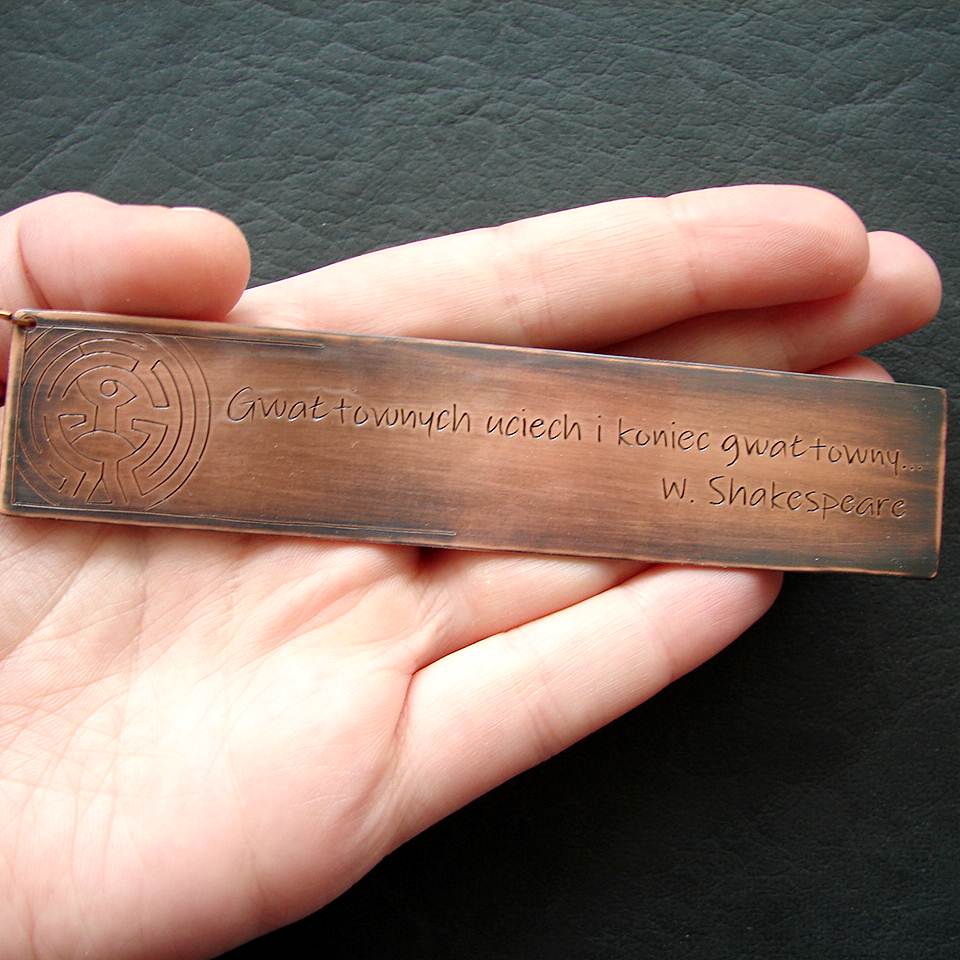 Gwałtownych uciech i koniec gwałtowny...
W. Shakespeare